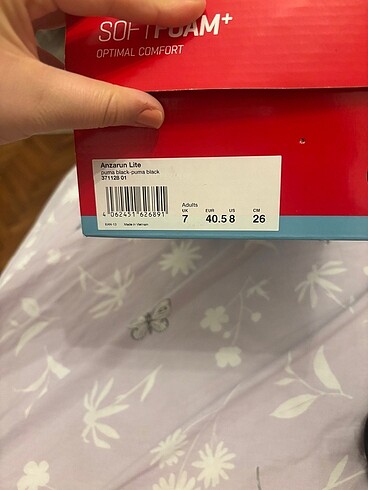 SOFTFOAM+
OPTIMAL COMFORT
Anzarun Lite
puma black-puma black
371128 01
4 062451 626891
Adults
UK EUR US CM
7 40.5 8 26
Made in Vietnam